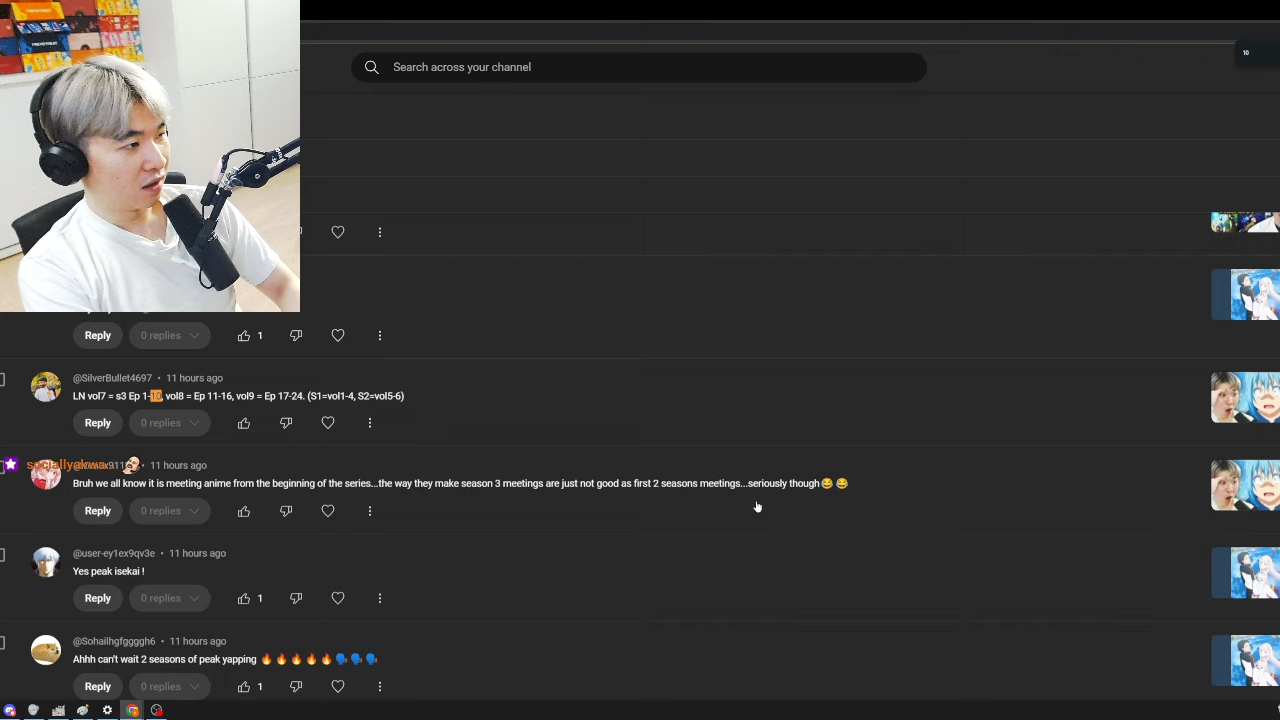 10
Search across your channel
Reply
0 replies
1
@SilverBullet4697 • 11 hours ago
LN vol7 = s3 Ep 1-10, vol8 = Ep 11-16, vol9 = Ep 17-24. (S1=vol1-4, S2=vol5-6)
Reply
0 replies
• 11 hours ago
Bruh we all know it is meeting anime from the beginning of the series...the way they make season 3 meetings are just not good as first 2 seasons meetings...seriously though😂 😂
Reply
0 replies
@user-ey1ex9qv3e • 11 hours ago
Yes peak isekai !
Reply
0 replies
1
@Sohailhgfggggh6 • 11 hours ago
Ahhh can't wait 2 seasons of peak yapping 🔥🔥🔥🔥🔥🗣️🗣️🗣️
Reply
0 replies
1